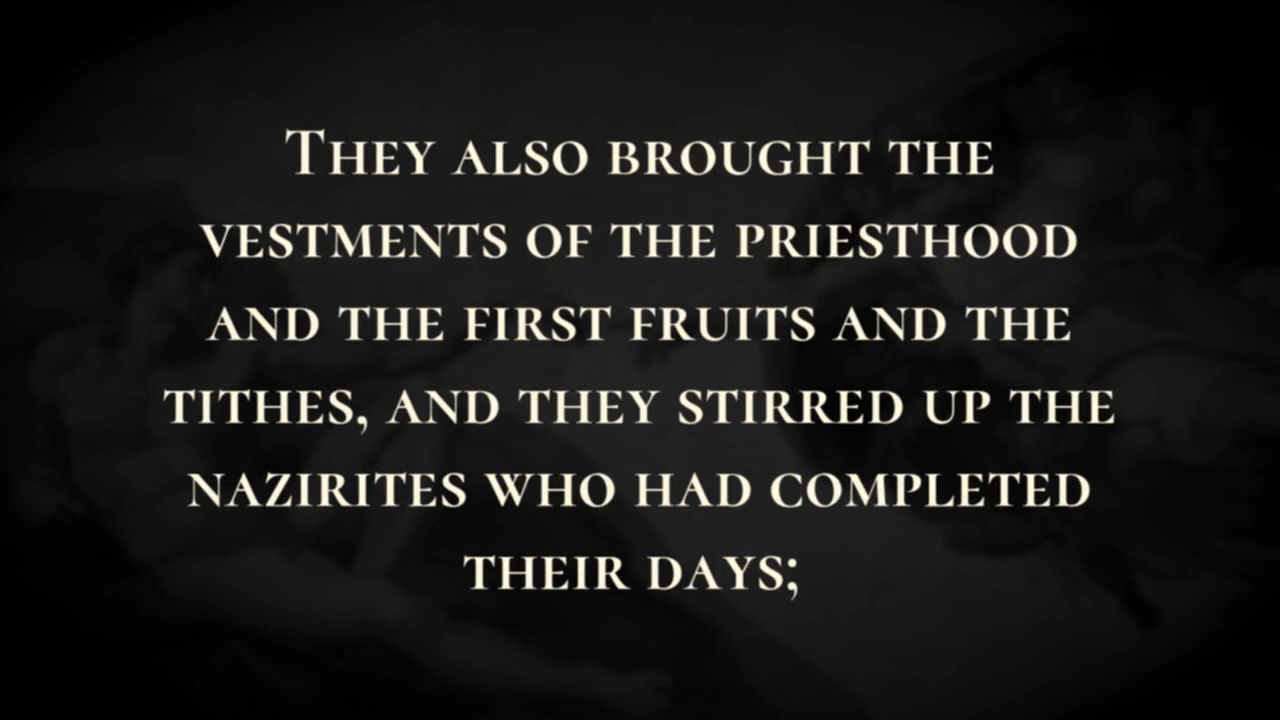 They also brought the
vestments of the priesthood
and the first fruits and the
tithes, and they stirred up the
nazirites who had completed
their days;